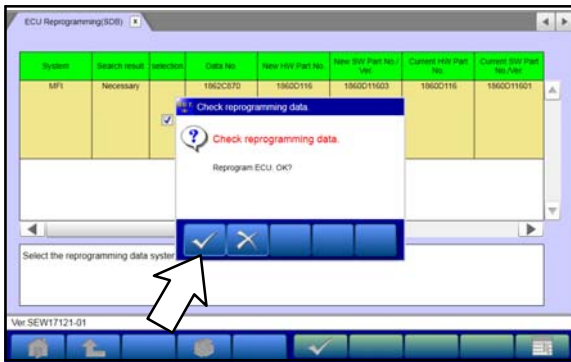 ECU Reprogramming(SDB) x
System Search result selection Data No. New HW Part No. New SW Part No./Ver. Current HW Part No. Current SW Part No./Ver.
MFI Necessary 1862C870 1860D116 1860D11603 1860D116 1860D11601
Check reprogramming data.
Check reprogramming data.
Reprogram ECU. OK?
Select the reprogramming data system
Ver.SEW17121-01